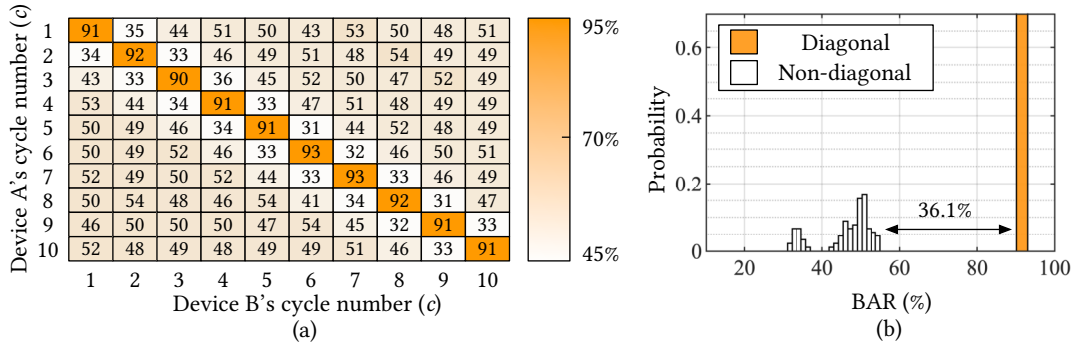 Device A's cycle number (c)
1 91 35 44 51 50 43 53 50 48 51
2 34 92 33 46 49 51 48 54 49 49
3 43 33 90 36 45 52 50 47 52 49
4 53 44 34 91 33 47 51 48 49 49
5 50 49 46 34 91 31 44 52 48 49
6 50 49 52 46 33 93 32 46 50 51
7 52 49 50 52 44 33 93 33 46 49
8 50 54 48 46 54 41 34 92 31 47
9 46 50 50 50 47 54 45 32 91 33
10 52 48 49 48 49 49 51 46 33 91
1 2 3 4 5 6 7 8 9 10
Device B's cycle number (c)
(a)
95%
70%
45%
Probability
0.6
0.4
0.2
0
Diagonal
Non-diagonal
36.1%
20 40 60 80 100
BAR (%)
(b)